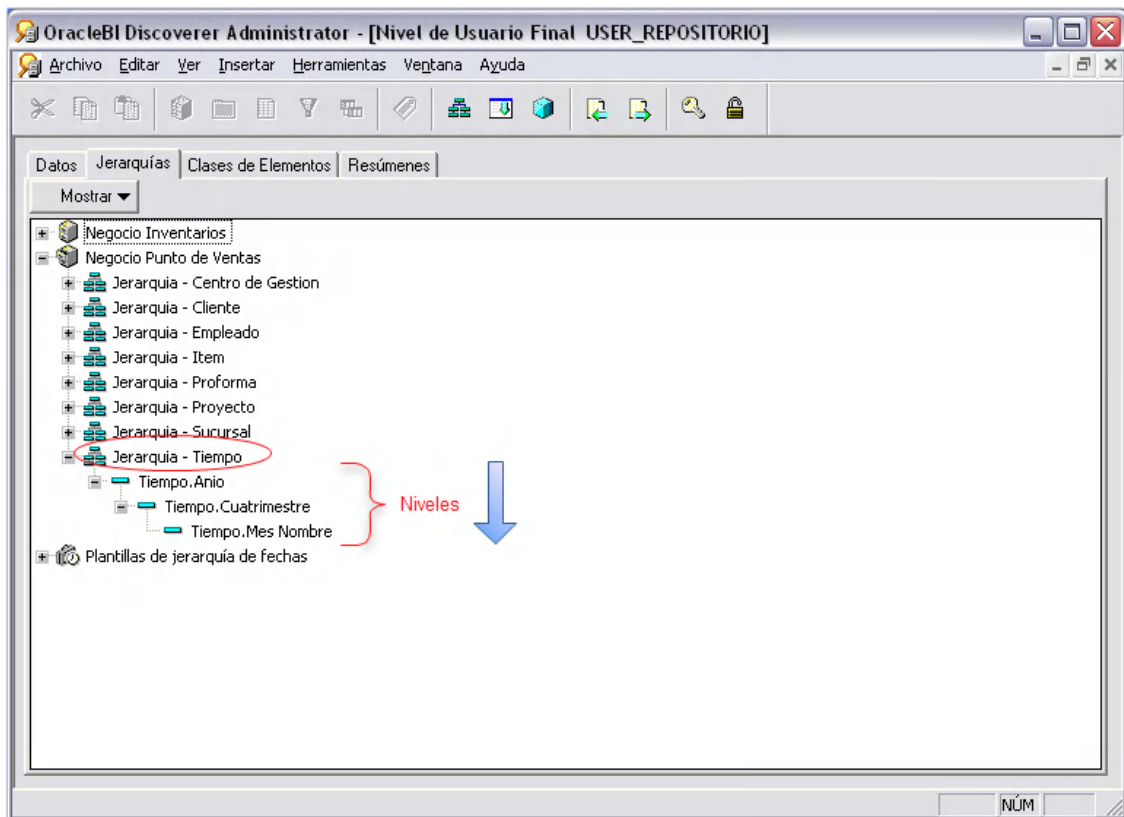 OracleBI Discoverer Administrator - [Nivel de Usuario Final USER_REPOSITORIO]
Archivo Editar Ver Insertar Herramientas Ventana Ayuda
Datos Jerarquías Clases de Elementos Resúmenes
Mostrar
Negocio Inventarios
Negocio Punto de Ventas
Jerarquia - Centro de Gestion
Jerarquia - Cliente
Jerarquia - Empleado
Jerarquia - Item
Jerarquia - Proforma
Jerarquia - Proyecto
Jerarquia - Sucursal
Jerarquia - Tiempo
Tiempo.Anio
Tiempo.Cuatrimestre Niveles
Tiempo.Mes Nombre
Plantillas de jerarquía de fechas
NÚM